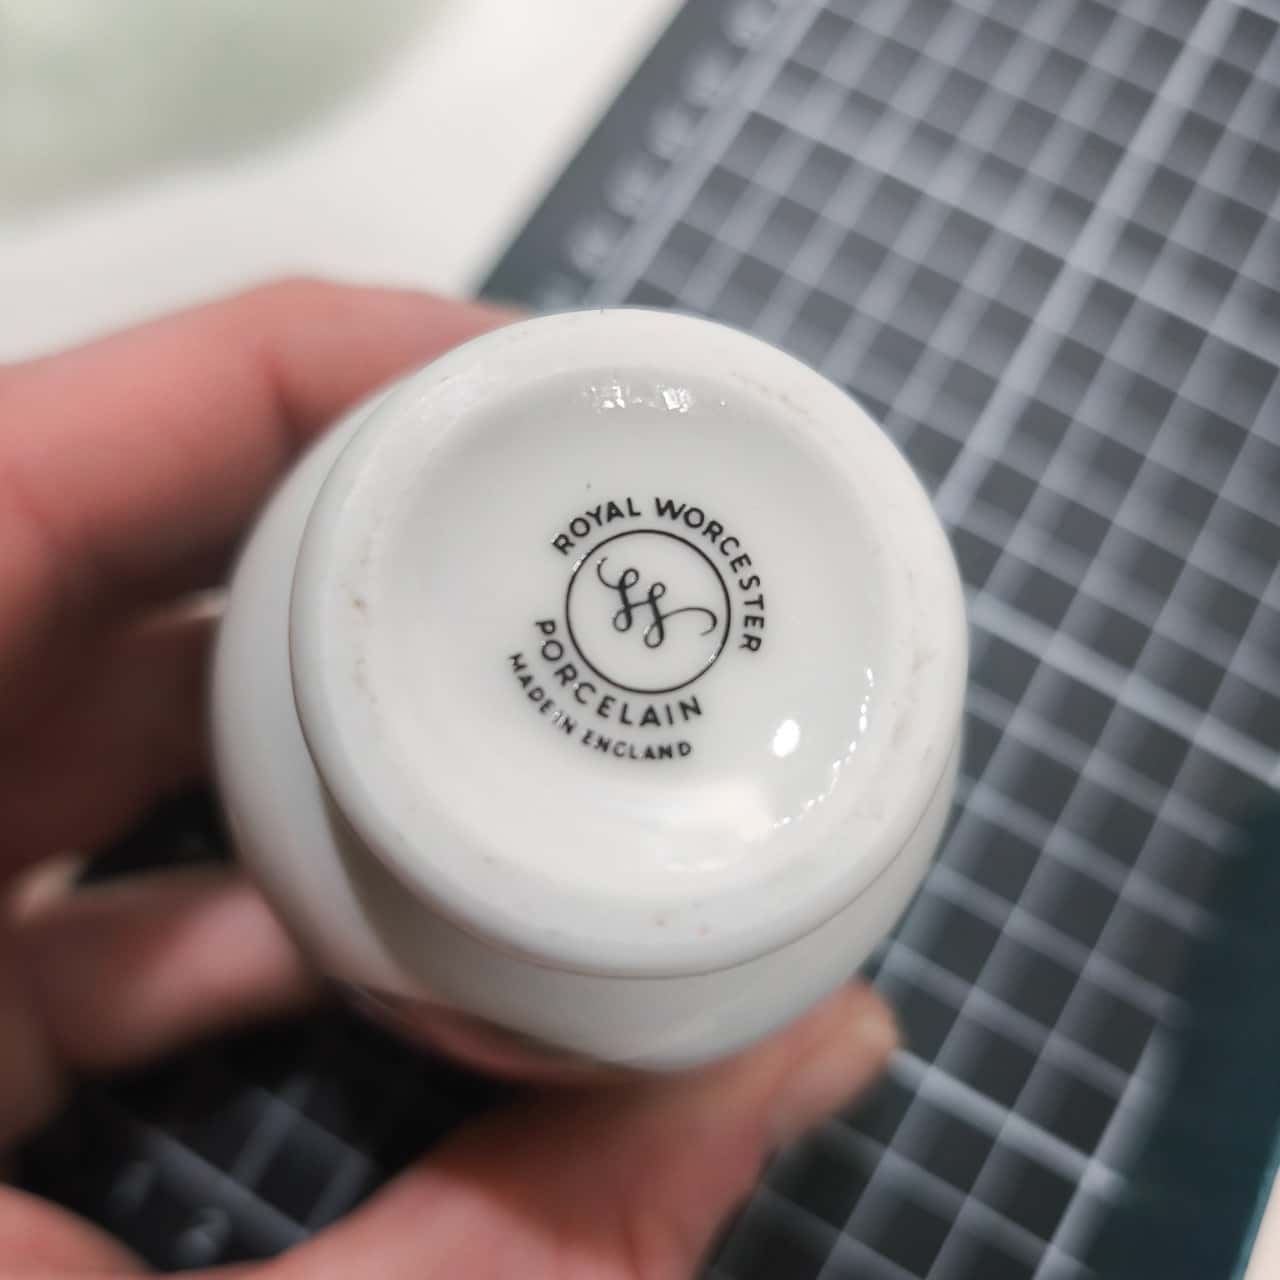 ROYAL WORCESTER
PORCELAIN
MADE IN ENGLAND